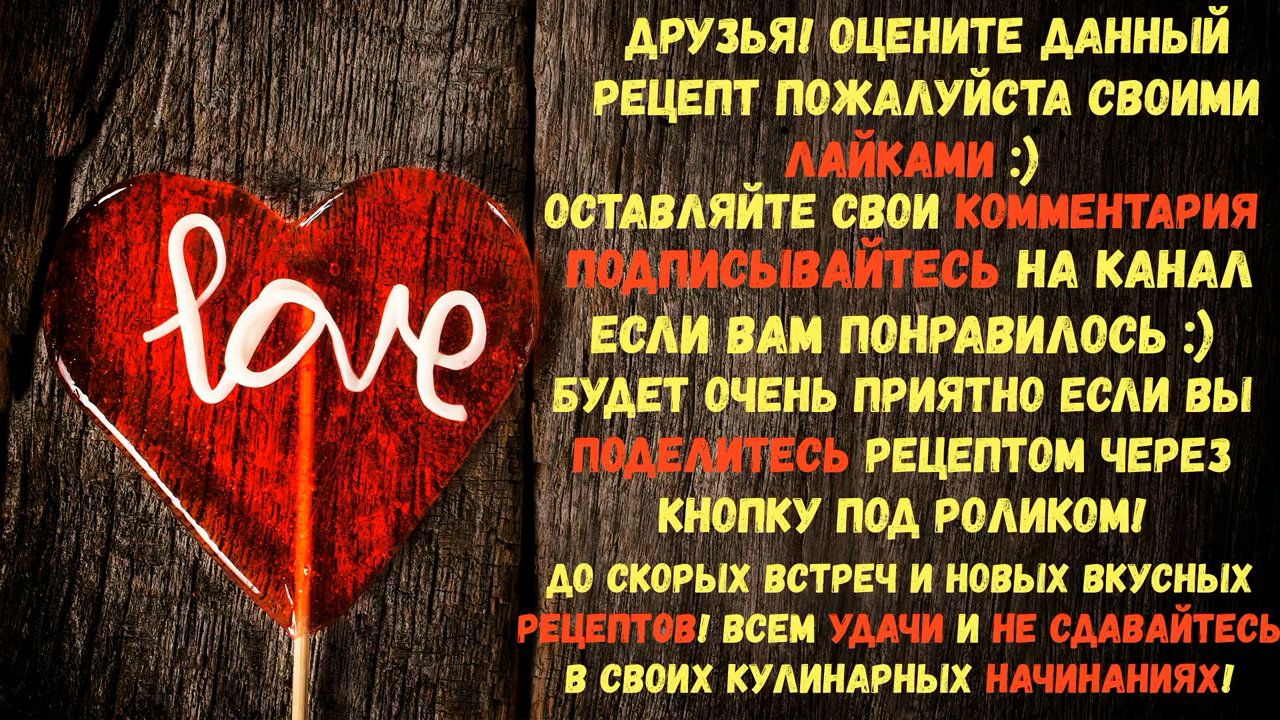 love
ДРУЗЬЯ! ОЦЕНИТЕ ДАННЫЙ
РЕЦЕПТ ПОЖАЛУЙСТА СВОИМИ
ЛАЙКАМИ :)
ОСТАВЛЯЙТЕ СВОИ КОММЕНТАРИЯ
ПОДПИСЫВАЙТЕСЬ НА КАНАЛ
ЕСЛИ ВАМ ПОНРАВИЛОСЬ :)
БУДЕТ ОЧЕНЬ ПРИЯТНО ЕСЛИ ВЫ
ПОДЕЛИТЕСЬ РЕЦЕПТОМ ЧЕРЕЗ
КНОПКУ ПОД РОЛИКОМ!
ДО СКОРЫХ ВСТРЕЧ И НОВЫХ ВКУСНЫХ
РЕЦЕПТОВ! ВСЕМ УДАЧИ И НЕ СДАВАЙТЕСЬ
В СВОИХ КУЛИНАРНЫХ НАЧИНАНИЯХ!